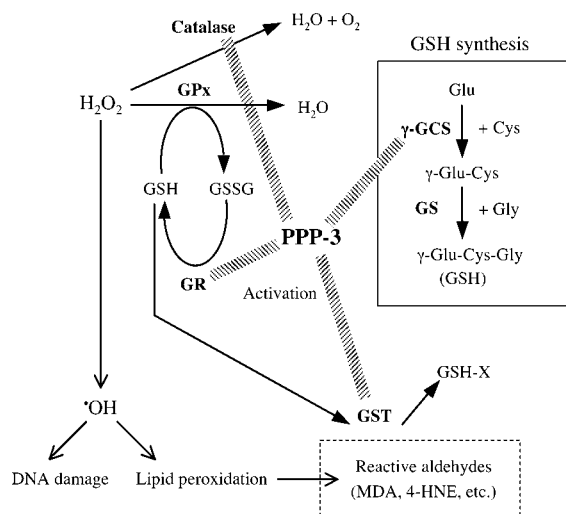 Catalase
H₂O + O₂
GSH synthesis
H₂O₂
GPx
H₂O
Glu
γ-GCS
+ Cys
GSH
GSSG
γ-Glu-Cys
GS
+ Gly
PPP-3
γ-Glu-Cys-Gly
(GSH)
GR
Activation
GSH-X
•OH
GST
DNA damage
Lipid peroxidation
Reactive aldehydes
(MDA, 4-HNE, etc.)